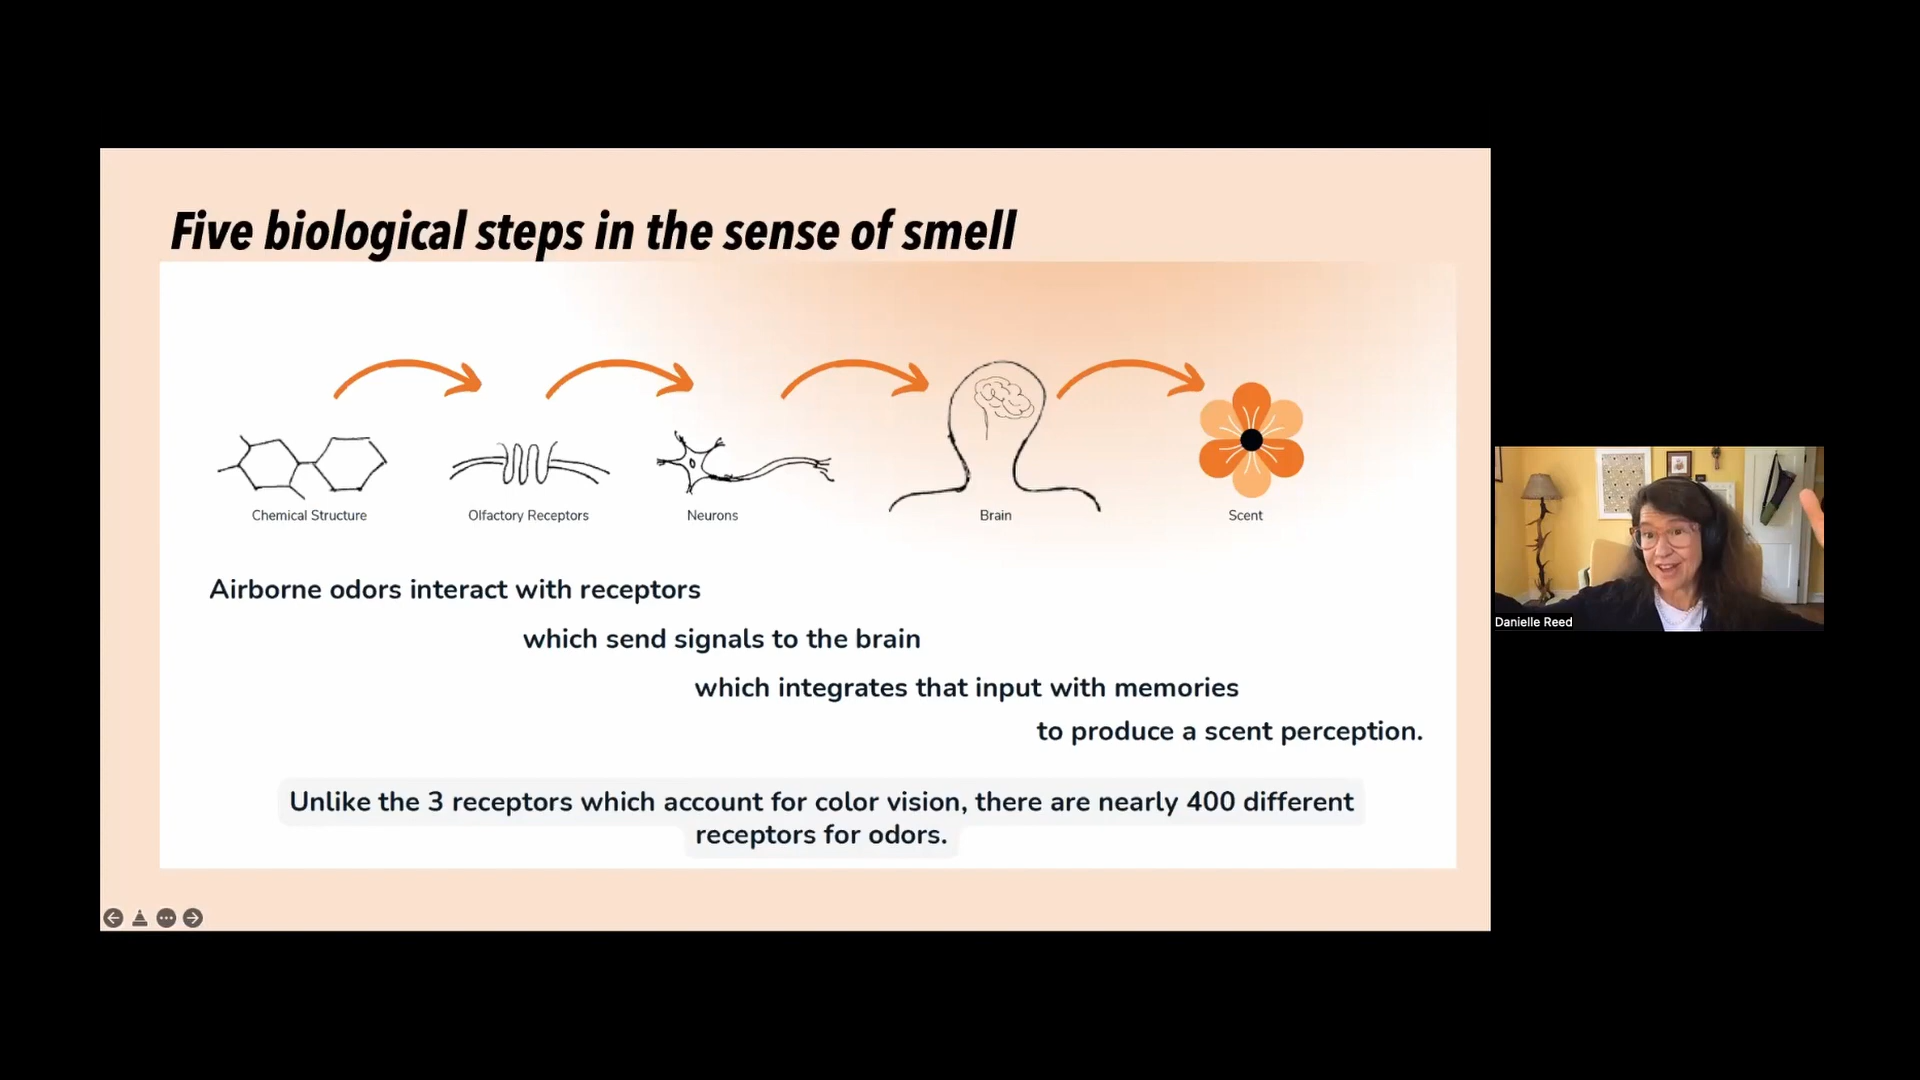 Five biological steps in the sense of smell
Chemical Structure
Olfactory Receptors
Neurons
Brain
Scent
Airborne odors interact with receptors
which send signals to the brain
which integrates that input with memories
to produce a scent perception.
Unlike the 3 receptors which account for color vision, there are nearly 400 different
receptors for odors.
Danielle Reed